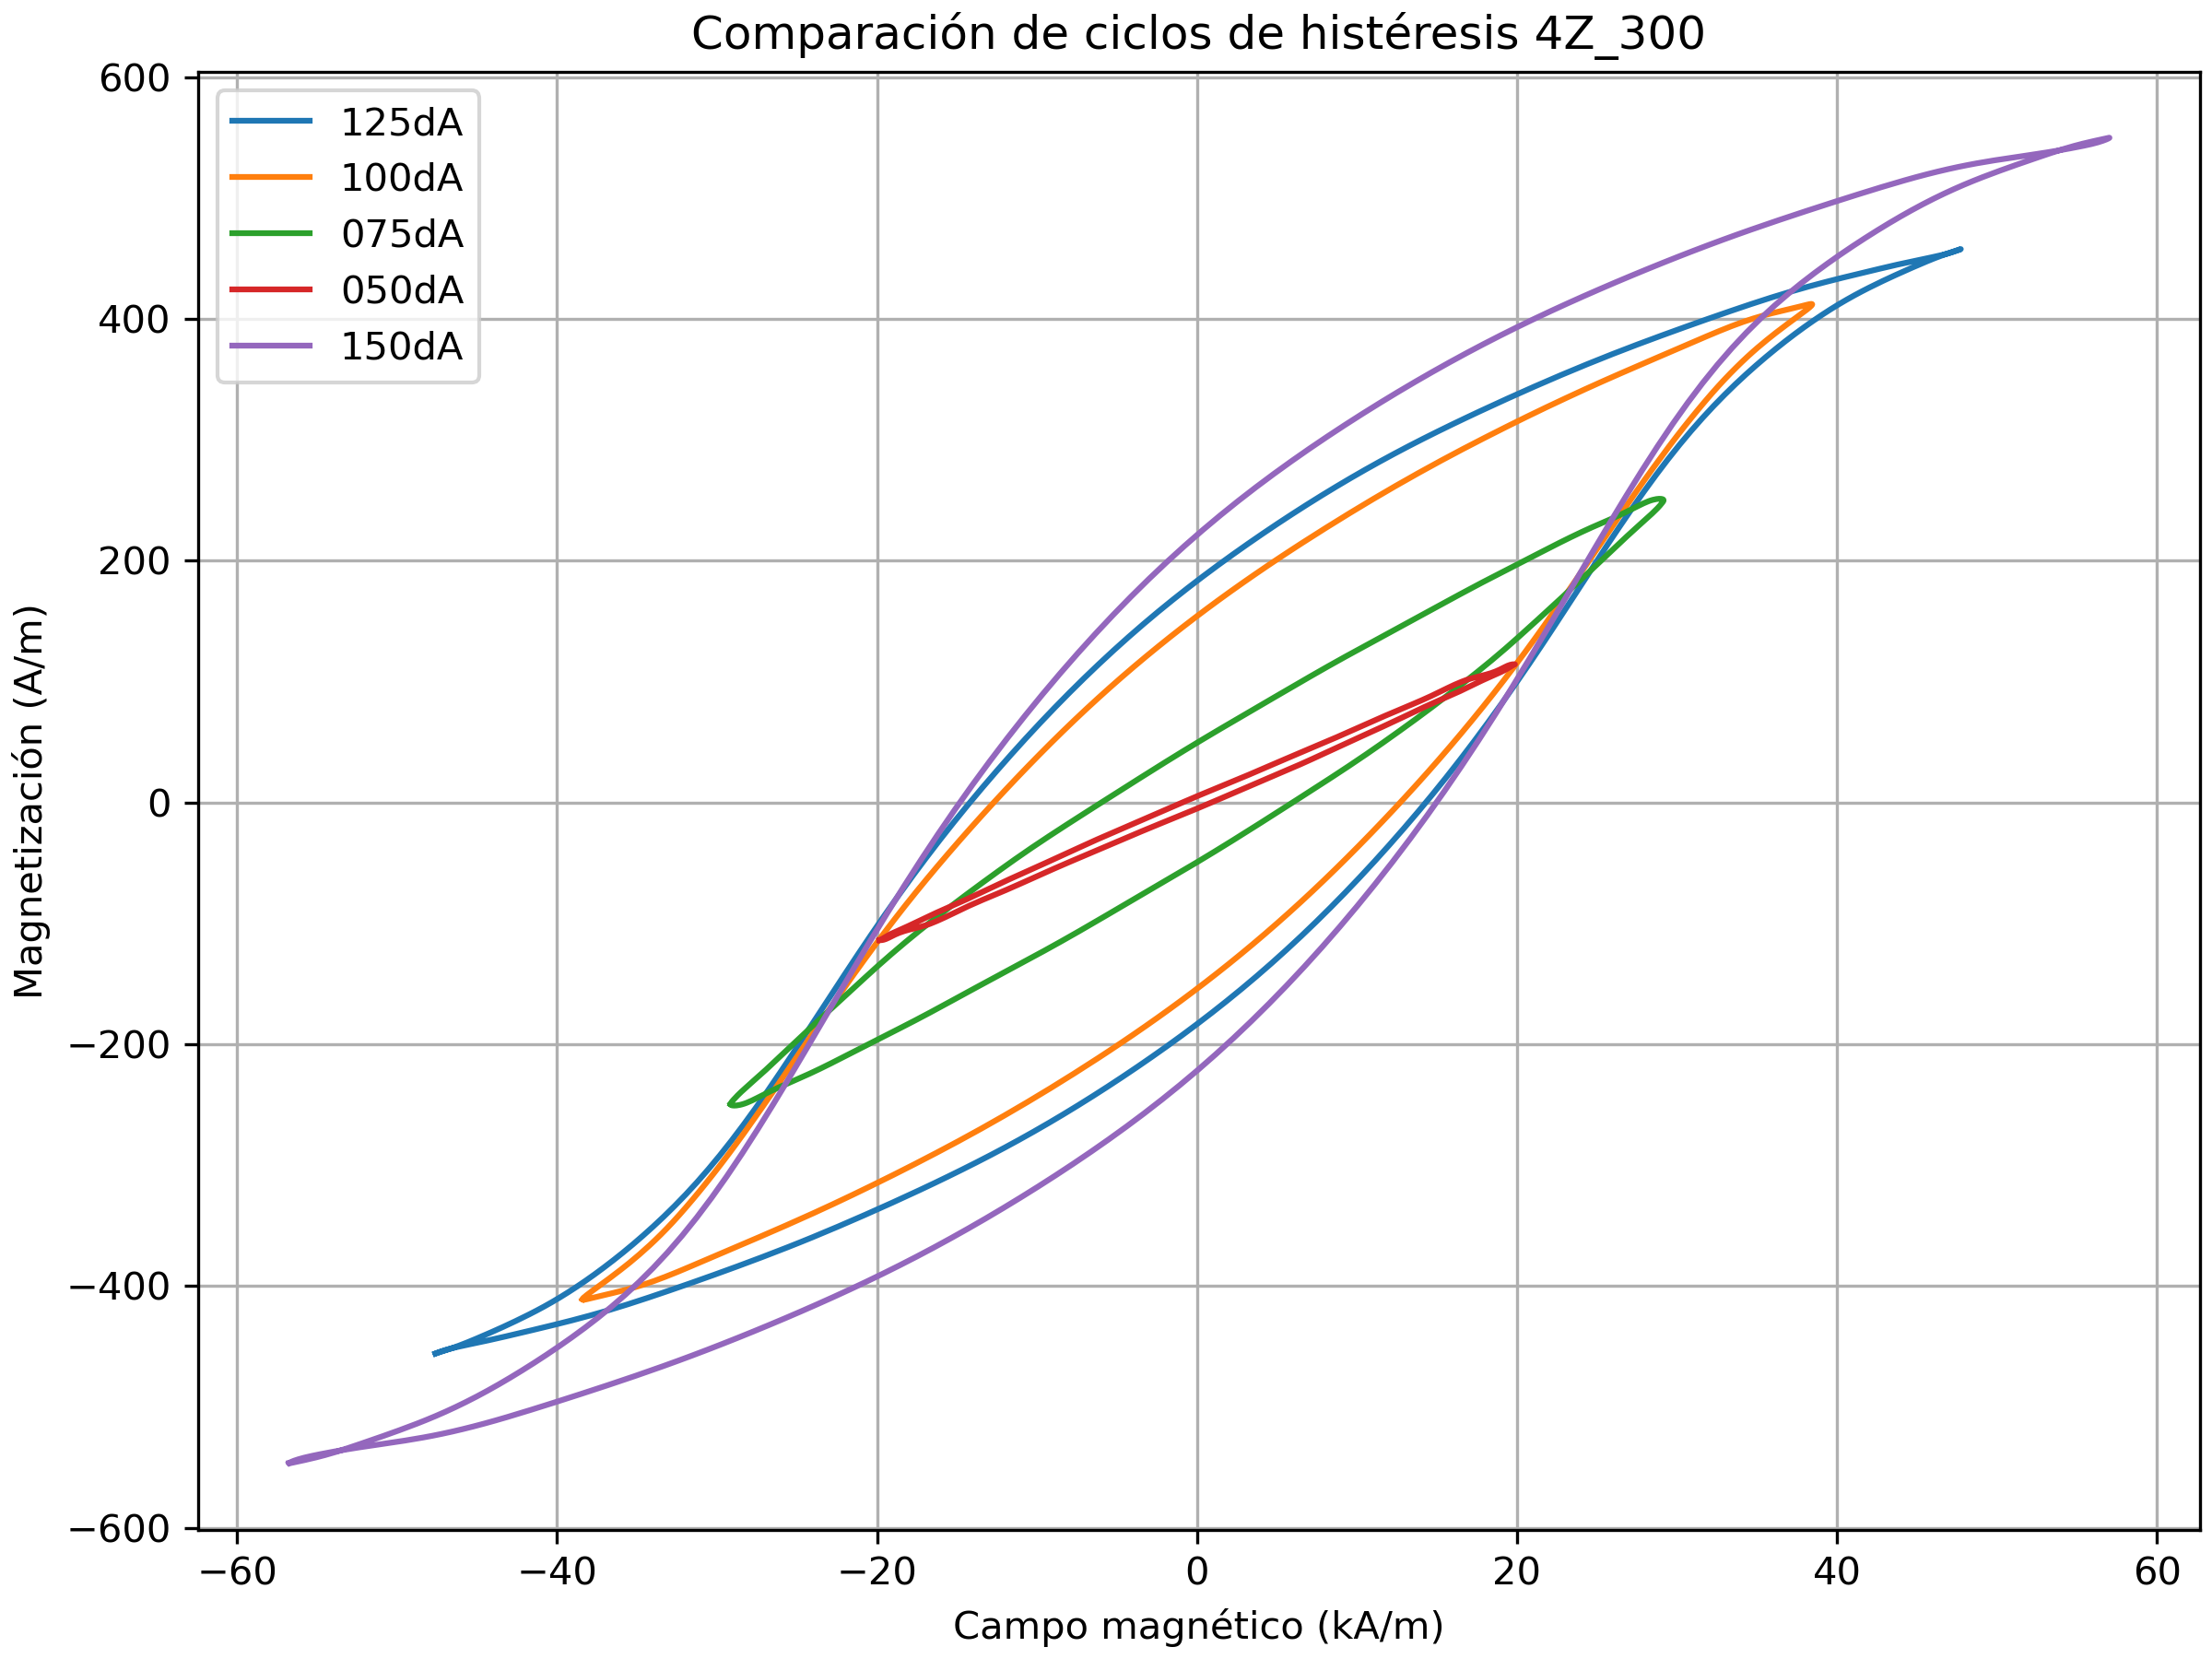 Comparación de ciclos de histéresis 4Z_300
125dA
100dA
075dA
050dA
150dA
600
400
200
0
−200
−400
−600
Magnetización (A/m)
−60
−40
−20
0
20
40
60
Campo magnético (kA/m)